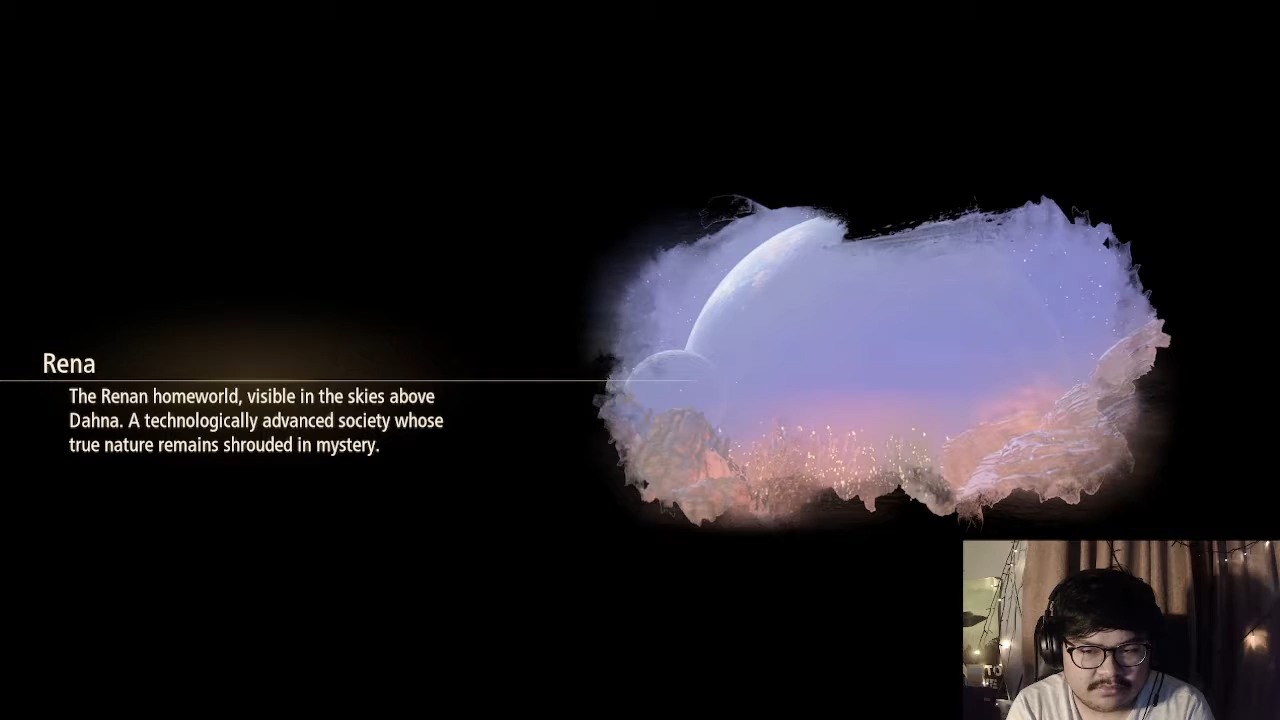 Rena
The Renan homeworld, visible in the skies above
Dahna. A technologically advanced society whose
true nature remains shrouded in mystery.